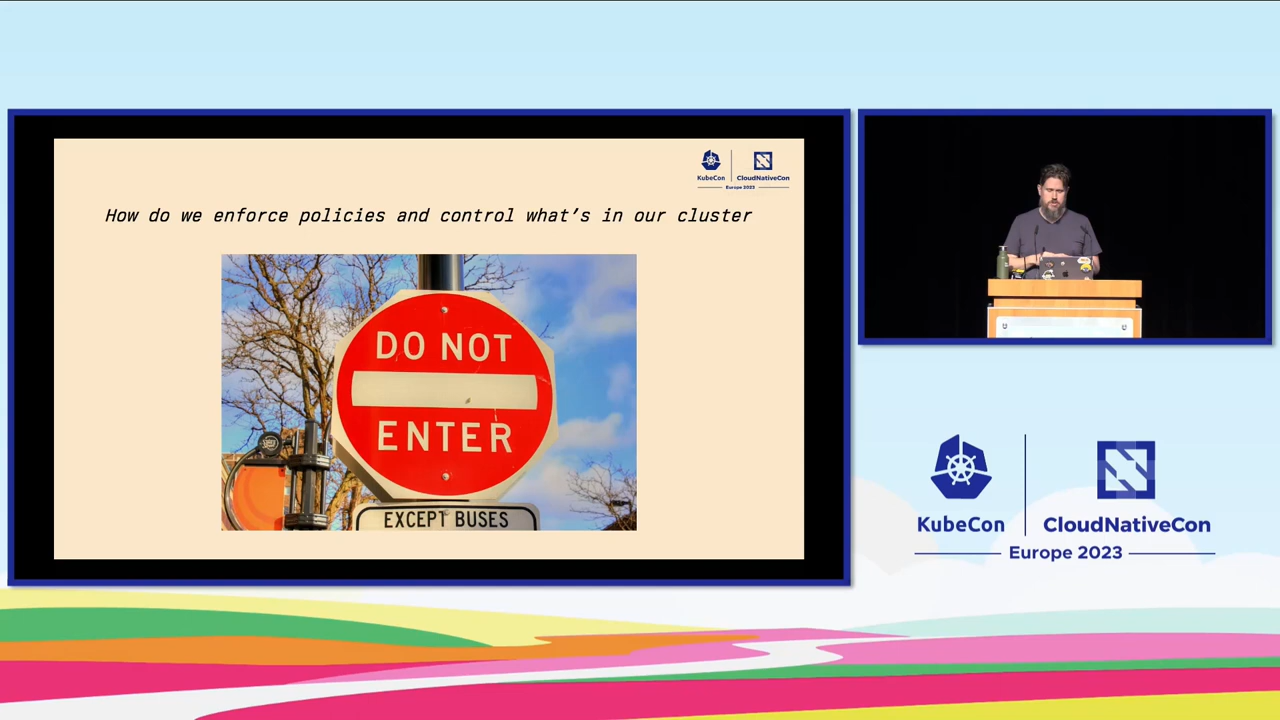 KubeCon
CloudNativeCon
Europe 2023
How do we enforce policies and control what's in our cluster
DO NOT
ENTER
EXCEPT BUSES
KubeCon
CloudNativeCon
Europe 2023